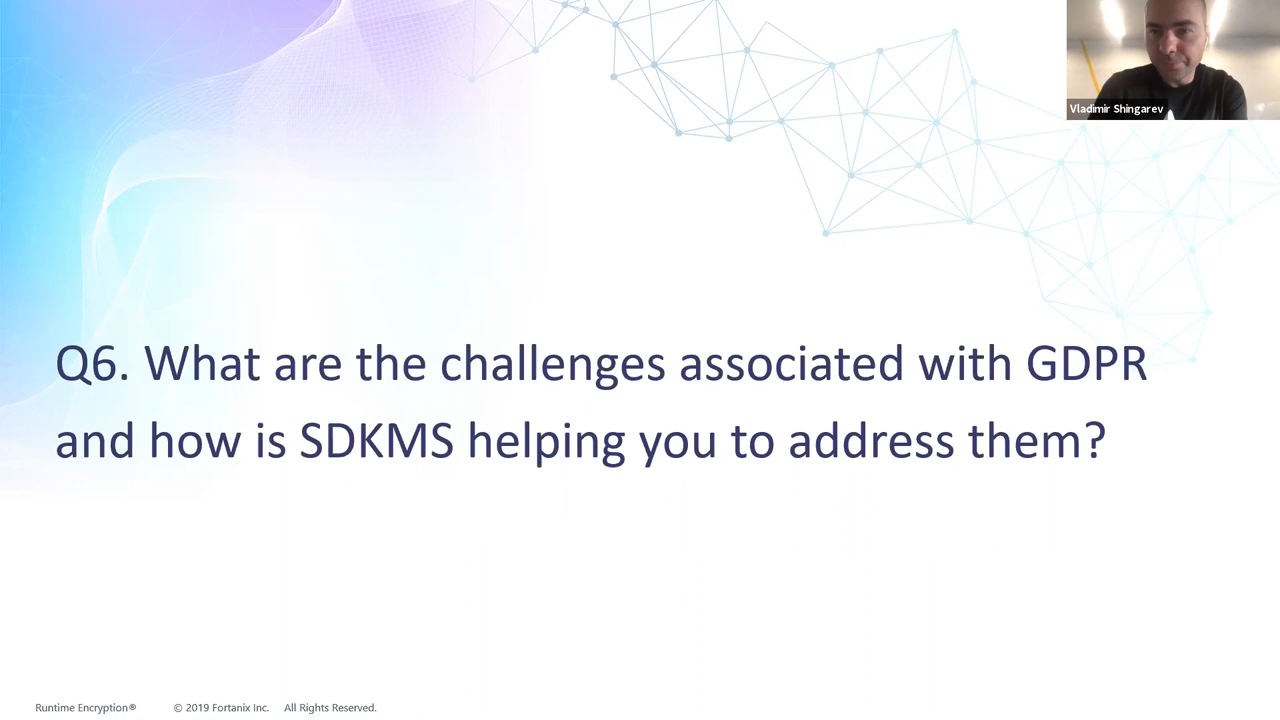 Vladimir Shingarev
Q6. What are the challenges associated with GDPR
and how is SDKMS helping you to address them?
Runtime Encryption® © 2019 Fortanix Inc. All Rights Reserved.